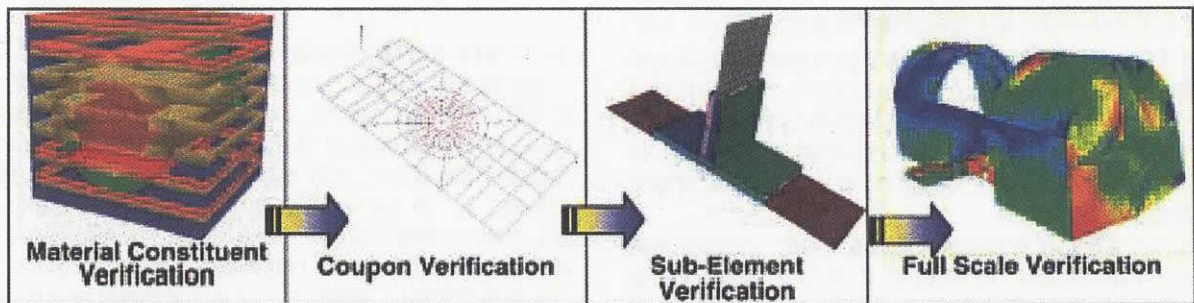 Material Constituent
Verification
Coupon Verification
Sub-Element
Verification
Full Scale Verification